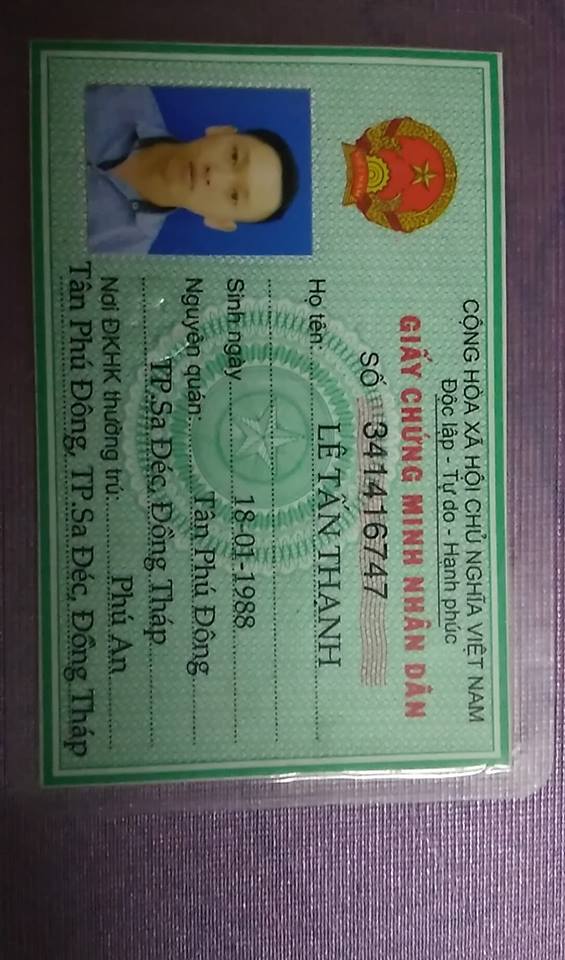 CỘNG HÒA XÃ HỘI CHỦ NGHĨA VIỆT NAM
Độc lập - Tự do - Hạnh phúc
GIẤY CHỨNG MINH NHÂN DÂN
SỐ 341416747
Họ tên: LÊ TẤN THẠNH
Sinh ngày 18-01-1988
Nguyên quán: Tân Phú Đông
TP.Sa Đéc, Đồng Tháp
Nơi ĐKHK thường trú: Phú An
Tân Phú Đông, TP.Sa Đéc, Đồng Tháp